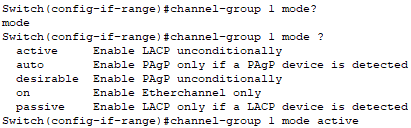 Switch(config-if-range)#channel-group 1 mode?
mode
Switch(config-if-range)#channel-group 1 mode ?
  active     Enable LACP unconditionally
  auto       Enable PAgP only if a PAgP device is detected
  desirable  Enable PAgP unconditionally
  on         Enable Etherchannel only
  passive    Enable LACP only if a LACP device is detected
Switch(config-if-range)#channel-group 1 mode active